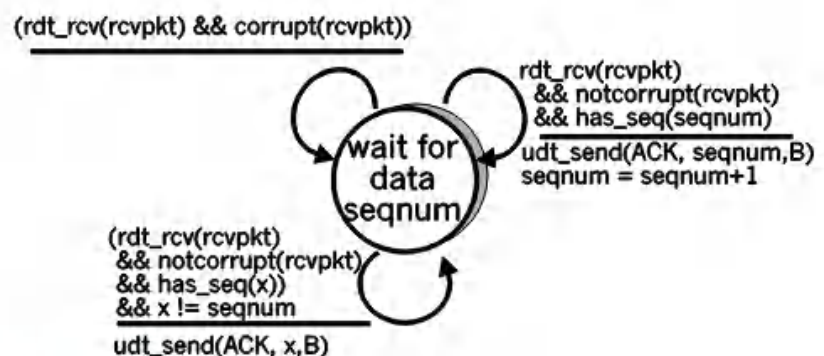 (rdt_rcv(rcvpkt) && corrupt(rcvpkt))
rdt_rcv(rcvpkt)
&& notcorrupt(rcvpkt)
&& has_seq(seqnum)
udt_send(ACK, seqnum,B)
seqnum = seqnum+1
wait for
data
seqnum
(rdt_rcv(rcvpkt)
&& notcorrupt(rcvpkt)
&& has_seq(x))
&& x != seqnum
udt_send(ACK, x,B)